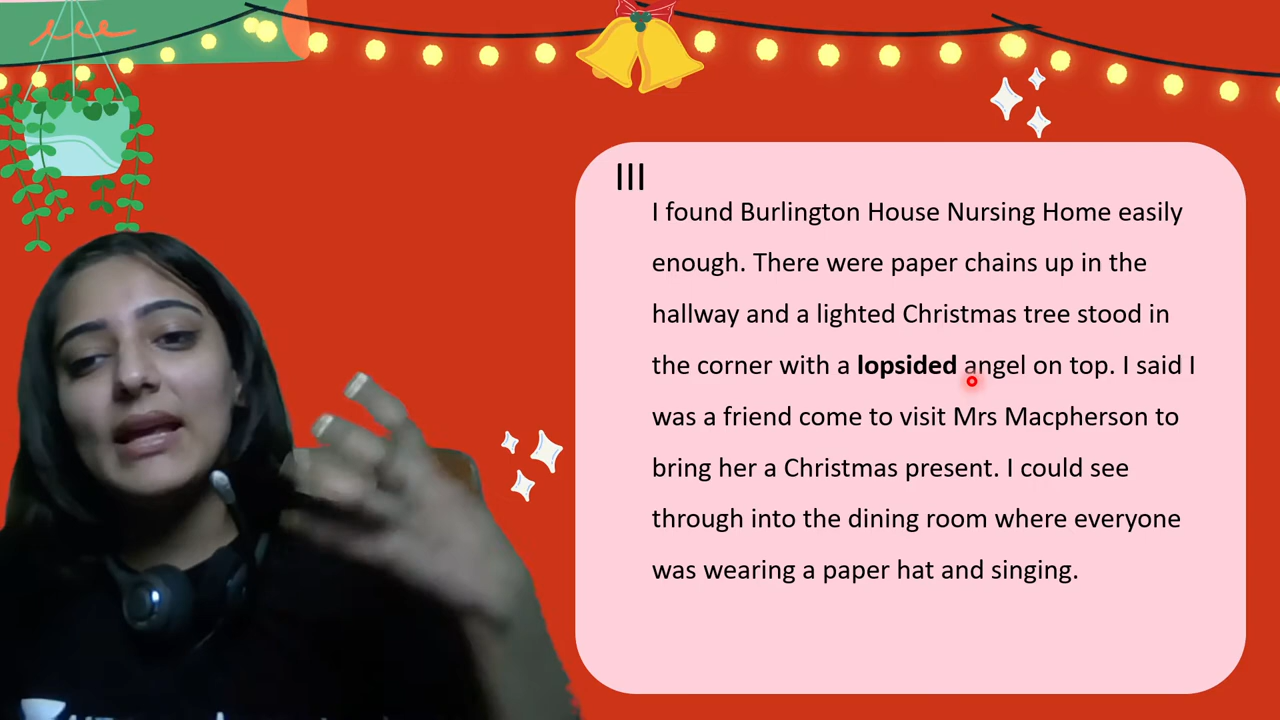 III
I found Burlington House Nursing Home easily
enough. There were paper chains up in the
hallway and a lighted Christmas tree stood in
the corner with a lopsided angel on top. I said I
was a friend come to visit Mrs Macpherson to
bring her a Christmas present. I could see
through into the dining room where everyone
was wearing a paper hat and singing.